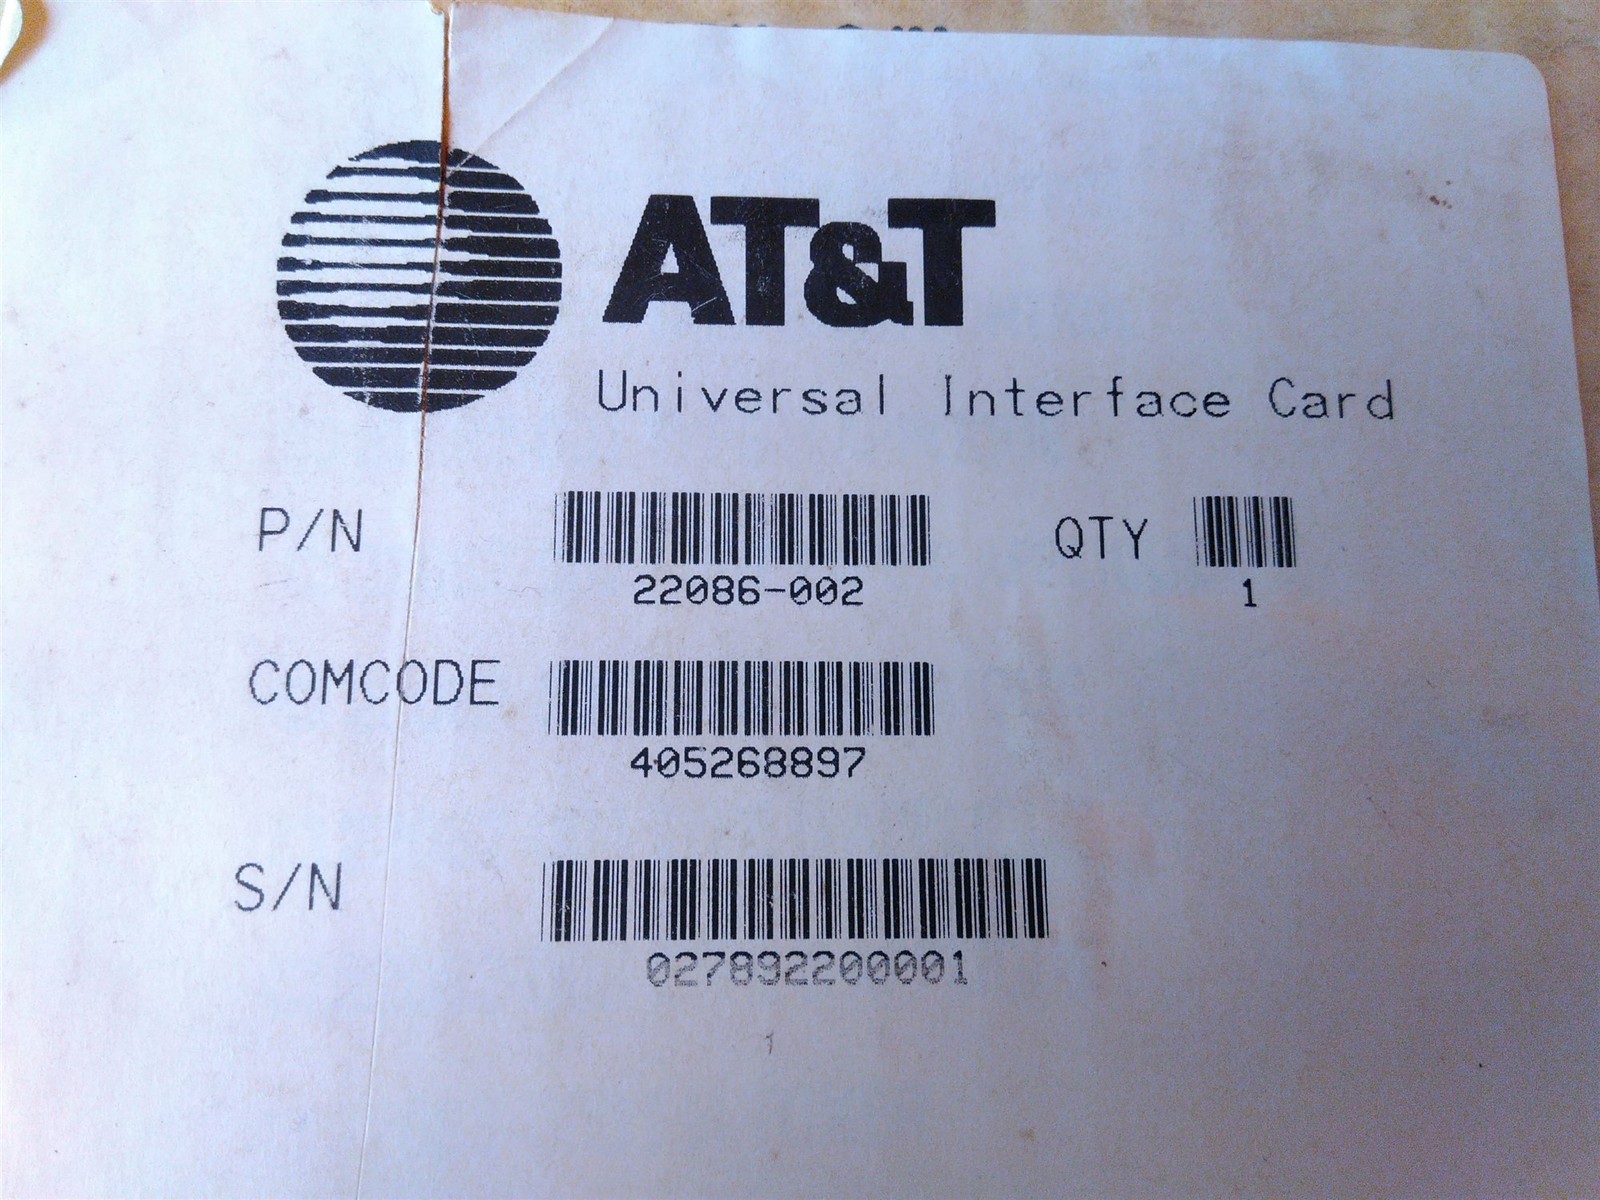 AT&T
Universal Interface Card
P/N
22086-002
QTY
1
COMCODE
405268897
S/N
027892200001